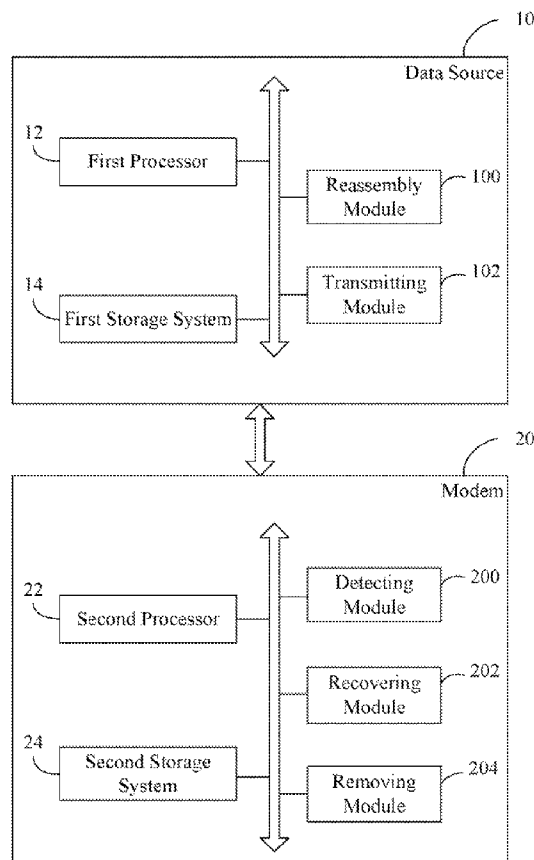 10
Data Source
12
First Processor
Reassembly
Module
100
14
First Storage System
Transmitting
Module
102
20
Modem
22
Second Processor
Detecting
Module
200
Recovering
Module
202
24
Second Storage
System
Removing
Module
204